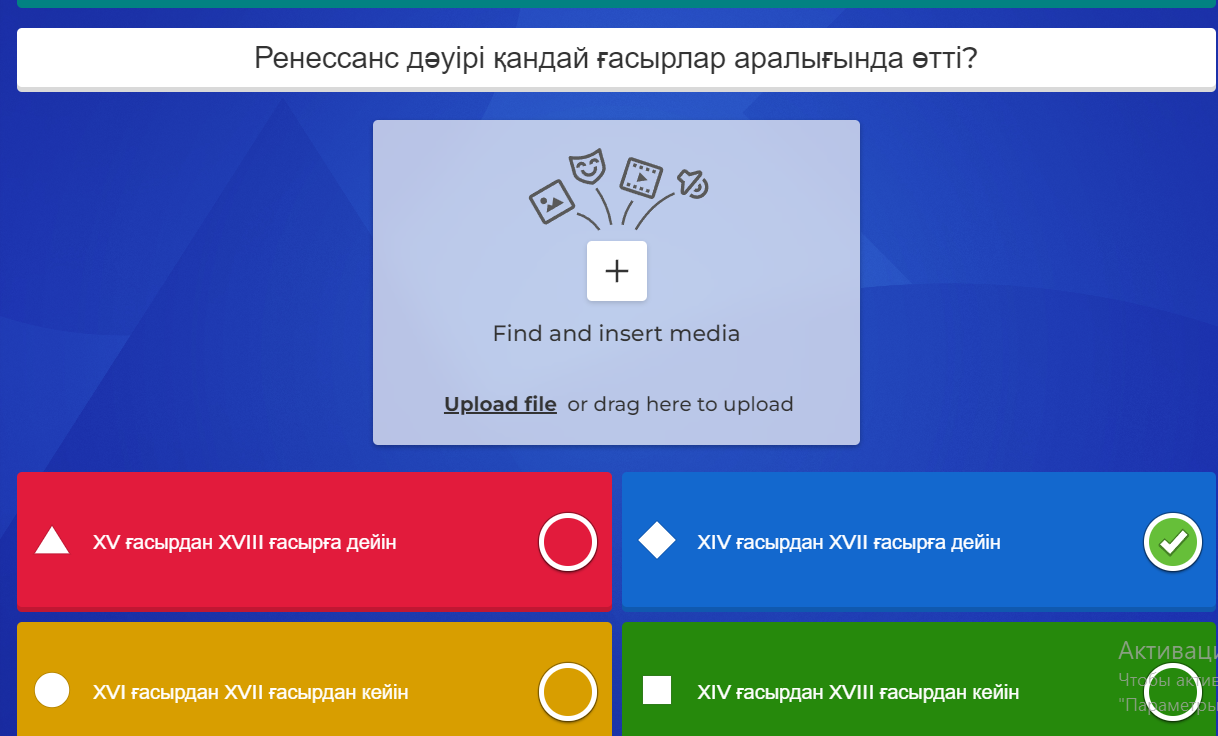 Ренессанс дәуірі қандай ғасырлар аралығында өтті?
Find and insert media
Upload file or drag here to upload
XV ғасырдан XVIII ғасырға дейін
XIV ғасырдан XVII ғасырға дейін
XVI ғасырдан XVII ғасырдан кейін
XIV ғасырдан XVIII ғасырдан кейін
Активаци
Чтобы актив
"Параметры